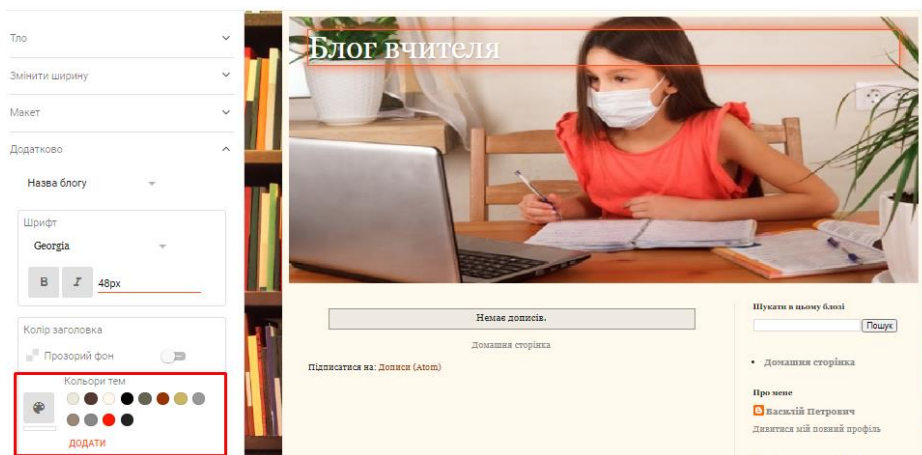 Тло
Змінити ширину
Макет
Додатково
Назва блогу
Шрифт
Georgia
B I 48px
Колір заголовка
Прозорий фон
Кольори тем
ДОДАТИ
Блог вчителя
Немає дописів.
Домашня сторінка
Підписатися на: Дописи (Atom)
Шукати в цьому блозі
Пошук
Домашня сторінка
Про мене
Василій Петрович
Дивитися мій повний профіль